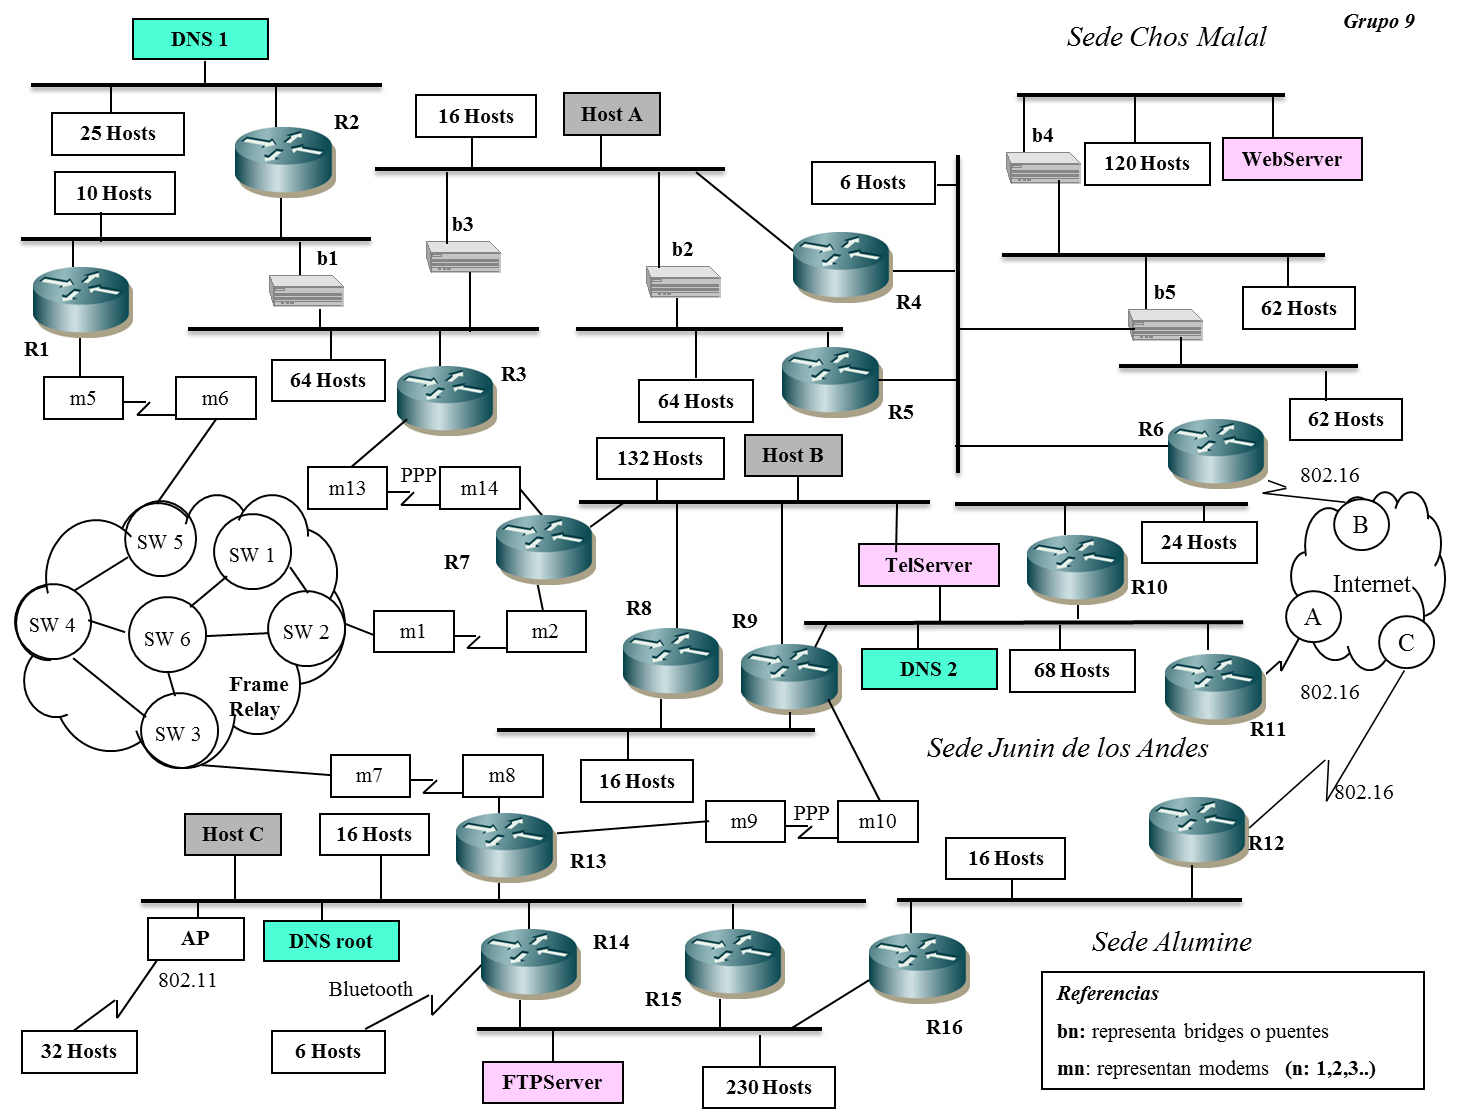 Grupo 9
Sede Chos Malal
DNS 1
25 Hosts
R2
10 Hosts
R1
b1
16 Hosts
Host A
b3
b2
R4
6 Hosts
b4
120 Hosts
WebServer
b5
62 Hosts
62 Hosts
64 Hosts
R3
64 Hosts
R5
R6
802.16
m5
m6
m13
PPP
m14
R7
132 Hosts
Host B
TelServer
R10
24 Hosts
B
Internet
A
C
802.16
802.16
SW 5
SW 1
SW 4
SW 6
SW 2
SW 3
Frame
Relay
m1
m2
R8
R9
DNS 2
68 Hosts
R11
16 Hosts
Sede Junin de los Andes
m7
m8
m9
PPP
m10
R13
R12
Host C
16 Hosts
16 Hosts
AP
DNS root
802.11
32 Hosts
Bluetooth
6 Hosts
R14
R15
R16
FTPServer
230 Hosts
Sede Alumine
Referencias
bn: representa bridges o puentes
mn: representan modems (n: 1,2,3..)